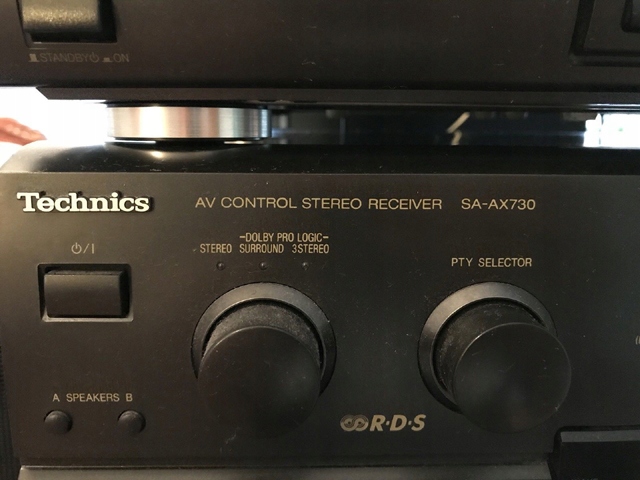 STANDBY ON
Technics
AV CONTROL STEREO RECEIVER SA-AX730
-DOLBY PRO LOGIC-
STEREO SURROUND 3STEREO
PTY SELECTOR
A SPEAKERS B
R·D·S